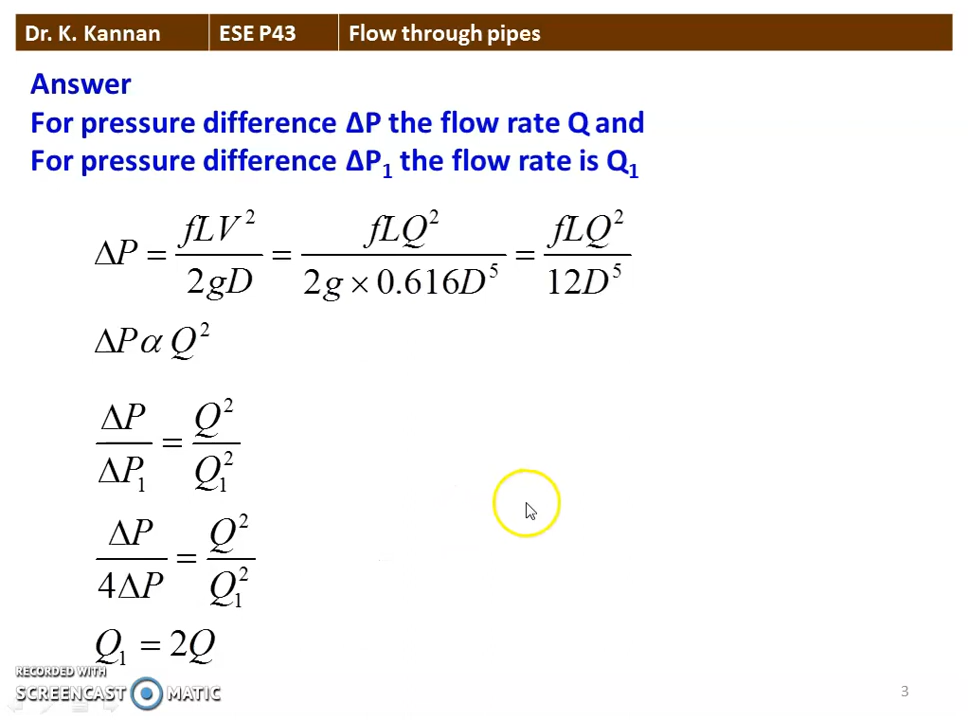 Dr. K. Kannan ESE P43 Flow through pipes
Answer
For pressure difference ΔP the flow rate Q and
For pressure difference ΔP₁ the flow rate is Q₁
ΔP = fLV² / 2gD = fLQ² / 2g × 0.616D⁵ = fLQ² / 12D⁵
ΔP α Q²
ΔP / ΔP₁ = Q² / Q₁²
ΔP / 4ΔP = Q² / Q₁²
Q₁ = 2Q
RECORDED WITH
SCREENCAST MATIC
3